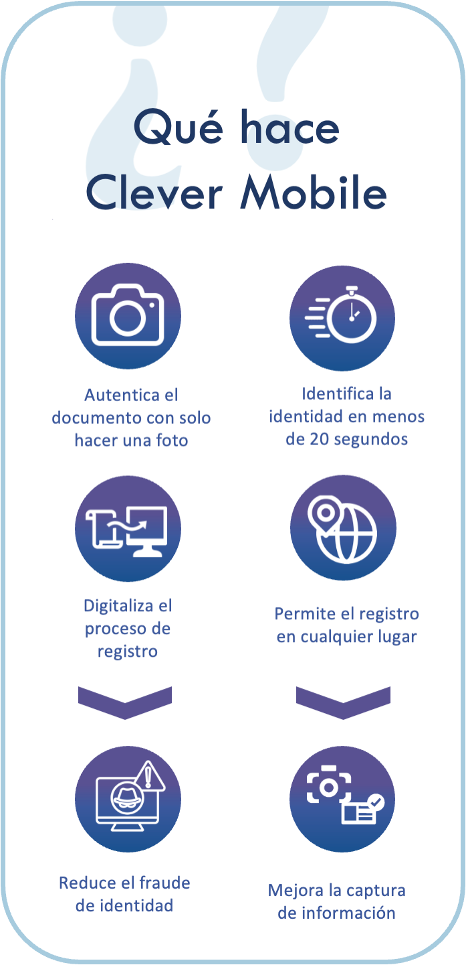 Qué hace
Clever Mobile
Autentica el
documento con solo
hacer una foto
Identifica la
identidad en menos
de 20 segundos
Digitaliza el
proceso de
registro
Permite el registro
en cualquier lugar
Reduce el fraude
de identidad
Mejora la captura
de información